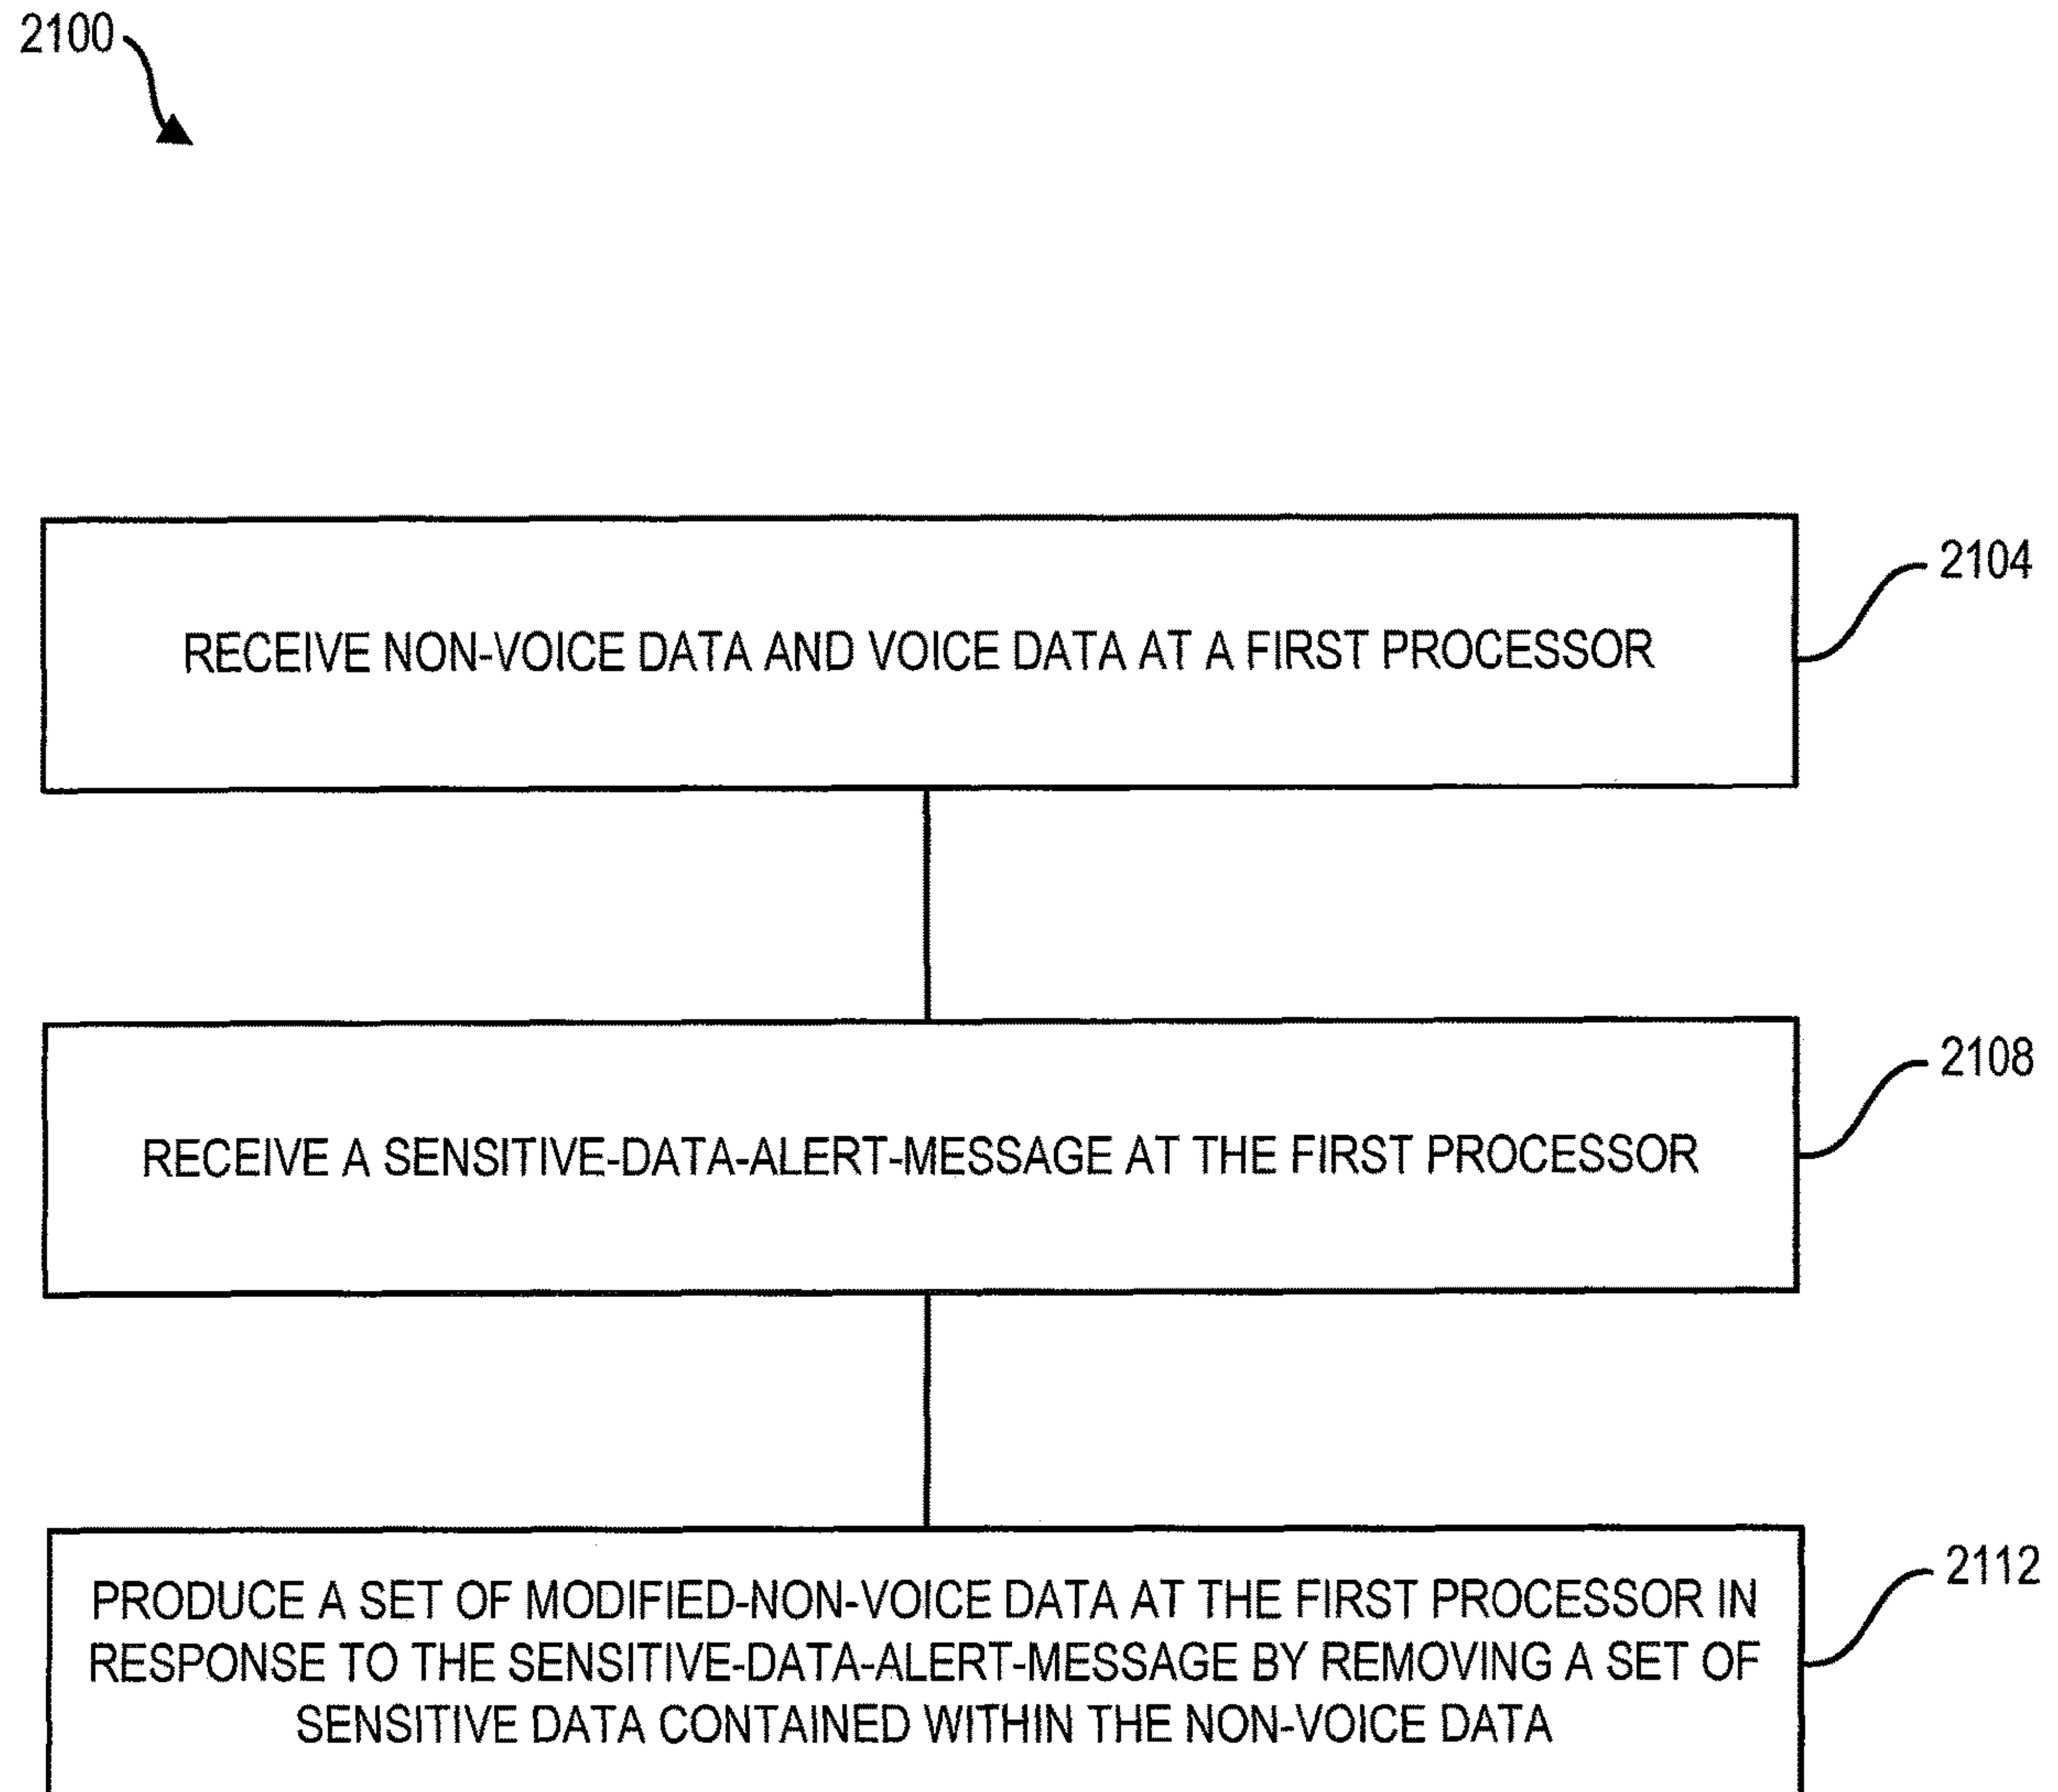 2100
2104
RECEIVE NON-VOICE DATA AND VOICE DATA AT A FIRST PROCESSOR
2108
RECEIVE A SENSITIVE-DATA-ALERT-MESSAGE AT THE FIRST PROCESSOR
2112
PRODUCE A SET OF MODIFIED-NON-VOICE DATA AT THE FIRST PROCESSOR IN
RESPONSE TO THE SENSITIVE-DATA-ALERT-MESSAGE BY REMOVING A SET OF
SENSITIVE DATA CONTAINED WITHIN THE NON-VOICE DATA